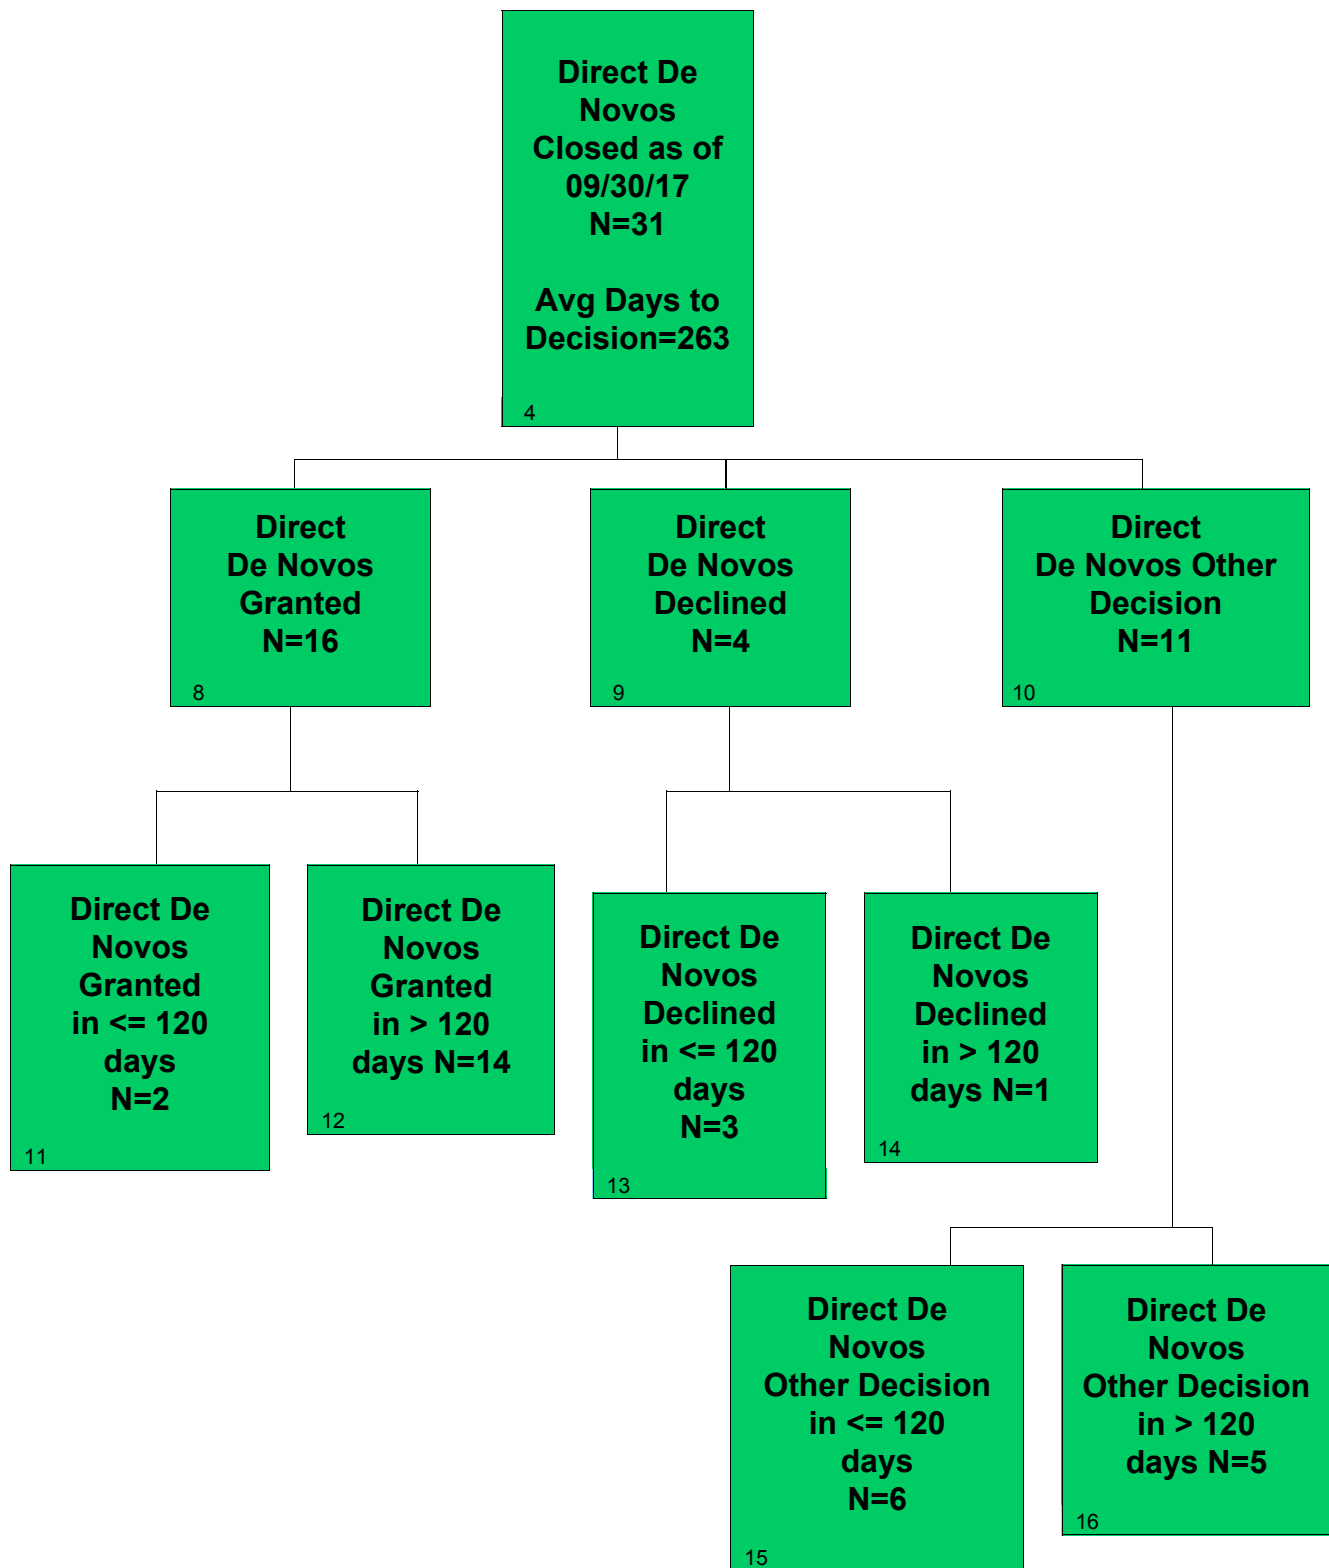 Direct De
Novos
Closed as of
09/30/17
N=31
Avg Days to
Decision=263
4
Direct
De Novos
Granted
N=16
8
Direct
De Novos
Declined
N=4
9
Direct
De Novos Other
Decision
N=11
10
Direct De
Novos
Granted
in <= 120
days
N=2
11
Direct De
Novos
Granted
in > 120
days N=14
12
Direct De
Novos
Declined
in <= 120
days
N=3
13
Direct De
Novos
Declined
in > 120
days N=1
14
Direct De
Novos
Other Decision
in <= 120
days
N=6
15
Direct De
Novos
Other Decision
in > 120
days N=5
16